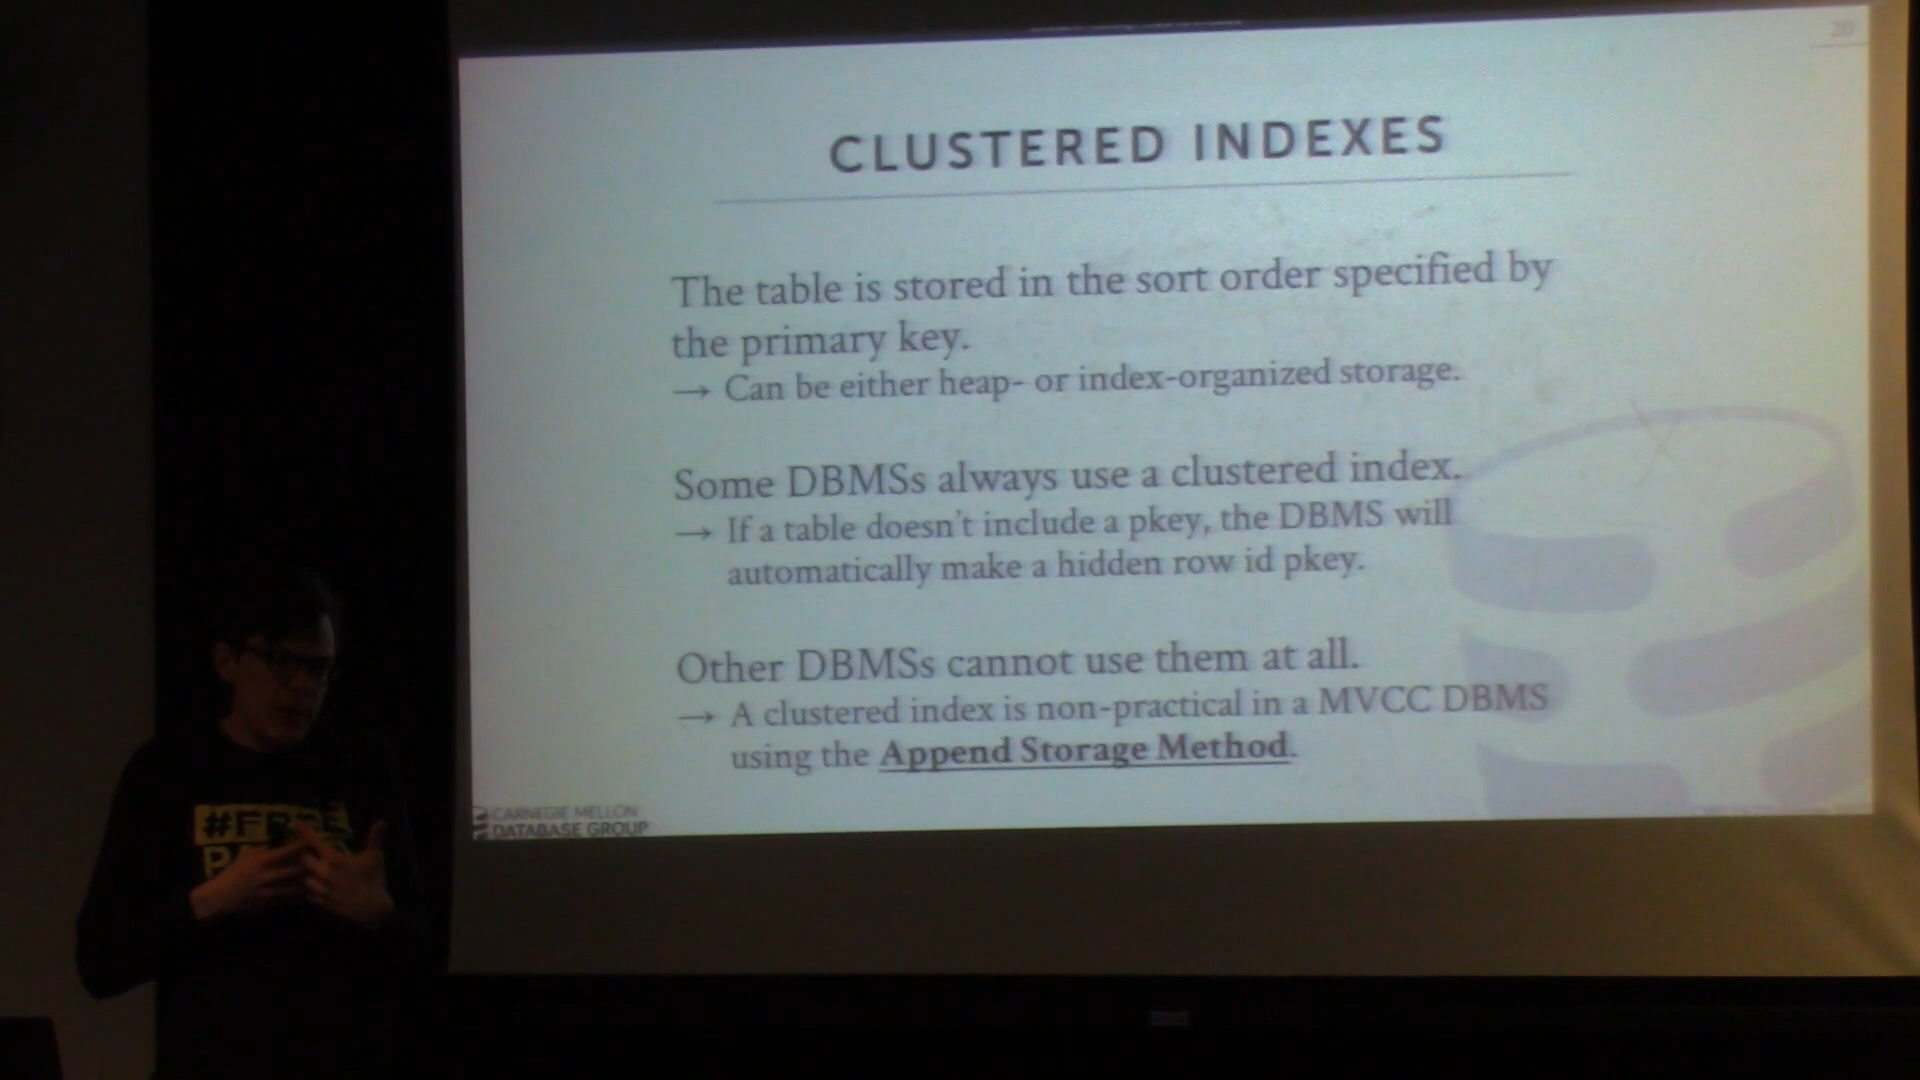 20
CLUSTERED INDEXES
The table is stored in the sort order specified by
the primary key.
→ Can be either heap- or index-organized storage.
Some DBMSs always use a clustered index.
→ If a table doesn't include a pkey, the DBMS will
automatically make a hidden row id pkey.
Other DBMSs cannot use them at all.
→ A clustered index is non-practical in a MVCC DBMS
using the Append Storage Method.
CARNEGIE MELLON
DATABASE GROUP